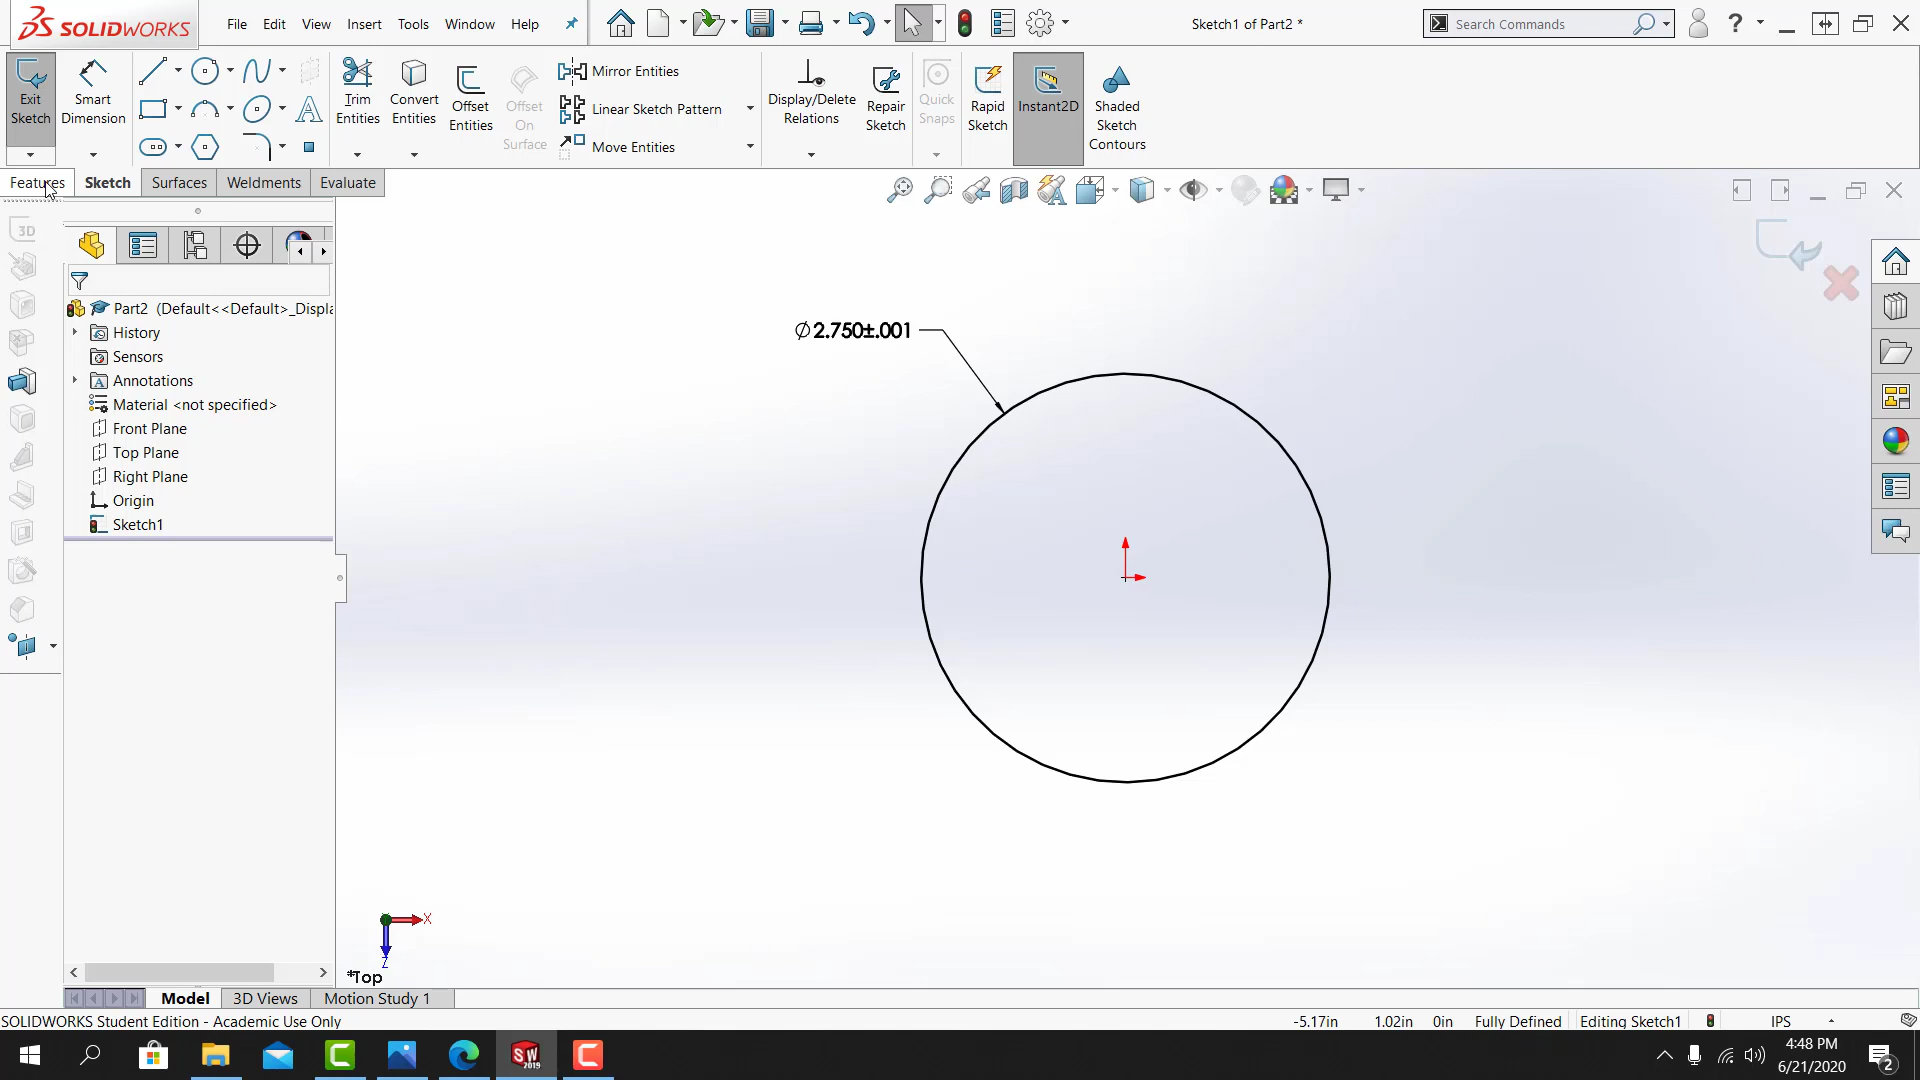 SOLIDWORKS
File
Edit
View
Insert
Tools
Window
Help
Sketch1 of Part2 *
Search Commands
?
Exit
Sketch
Smart
Dimension
Trim
Entities
Convert
Entities
Offset
Entities
Offset
On
Surface
Mirror Entities
Linear Sketch Pattern
Move Entities
Display/Delete
Relations
Repair
Sketch
Quick
Snaps
Rapid
Sketch
Instant2D
Shaded
Sketch
Contours
Features
Sketch
Surfaces
Weldments
Evaluate
3D
Part2 (Default<<Default>_Displa
History
Sensors
Annotations
Material <not specified>
Front Plane
Top Plane
Right Plane
Origin
Sketch1
∅2.750±.001
X
Z
*Top
Model
3D Views
Motion Study 1
SOLIDWORKS Student Edition - Academic Use Only
-5.17in
1.02in
0in
Fully Defined
Editing Sketch1
IPS
SW
2019
4:48 PM
6/21/2020
2